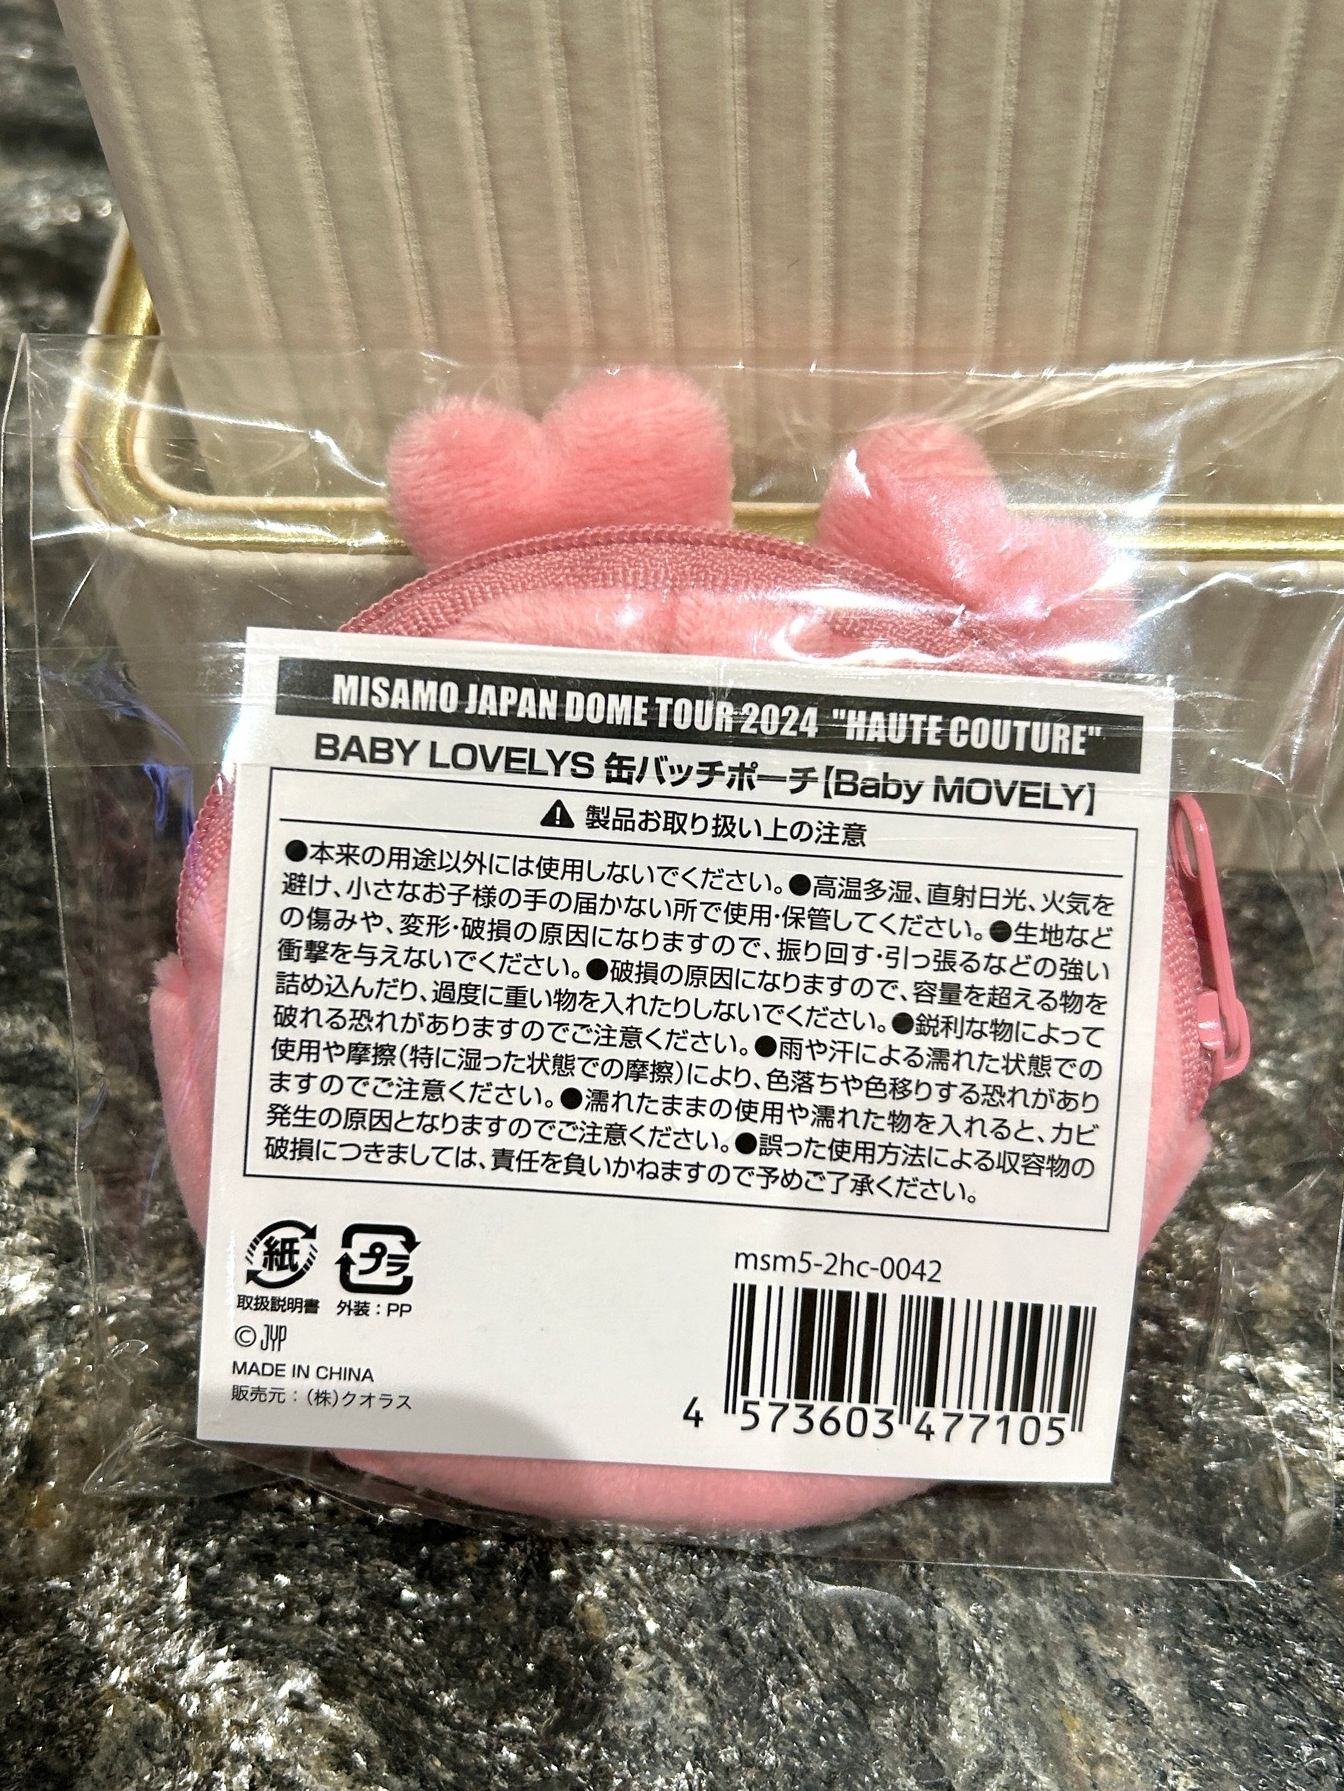 MISAMO JAPAN DOME TOUR 2024 "HAUTE COUTURE"
BABY LOVELYS 缶バッチポーチ【Baby MOVELY】
製品お取り扱い上の注意
●本来の用途以外には使用しないでください。●高温多湿、直射日光、火気を
避け、小さなお子様の手の届かない所で使用・保管してください。●生地など
の傷みや、変形・破損の原因になりますので、振り回す・引っ張るなどの強い
衝撃を与えないでください。●破損の原因になりますので、容量を超える物を
詰め込んだり、過度に重い物を入れたりしないでください。●鋭利な物によって
破れる恐れがありますのでご注意ください。●雨や汗による濡れた状態での
使用や摩擦(特に湿った状態での摩擦)により、色落ちや色移りする恐れがあり
ますのでご注意ください。●濡れたままの使用や濡れた物を入れると、カビ
発生の原因となりますのでご注意ください。●誤った使用方法による収容物の
破損につきましては、責任を負いかねますので予めご了承ください。
紙 プラ
取扱説明書 外装:PP
©JYP
MADE IN CHINA
販売元:(株)クオラス
msm5-2hc-0042
4 573603 477105